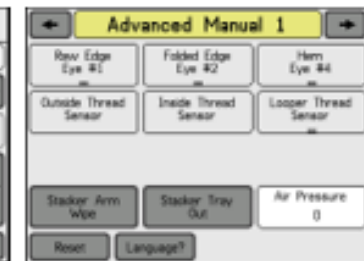 Advanced Manual 1
Raw Edge
Eye #1
Folded Edge
Eye #2
Hem
Eye #4
Outside Thread
Sensor
Inside Thread
Sensor
Looper Thread
Sensor
Stacker Arm
Wipe
Stacker Tray
Out
Air Pressure
0
Reset
Language?